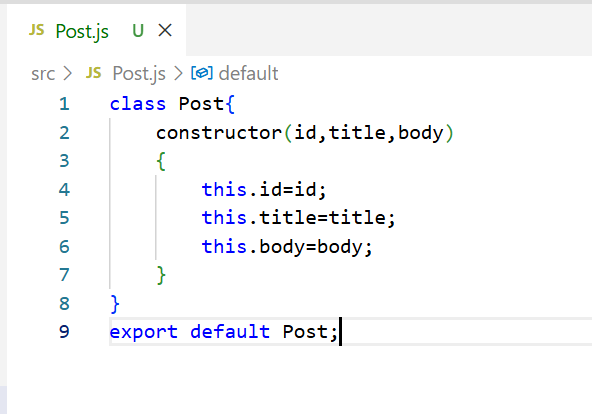 JS Post.js U ×
src > JS Post.js > default
1 class Post{
2     constructor(id,title,body)
3     {
4         this.id=id;
5         this.title=title;
6         this.body=body;
7     }
8 }
9 export default Post;